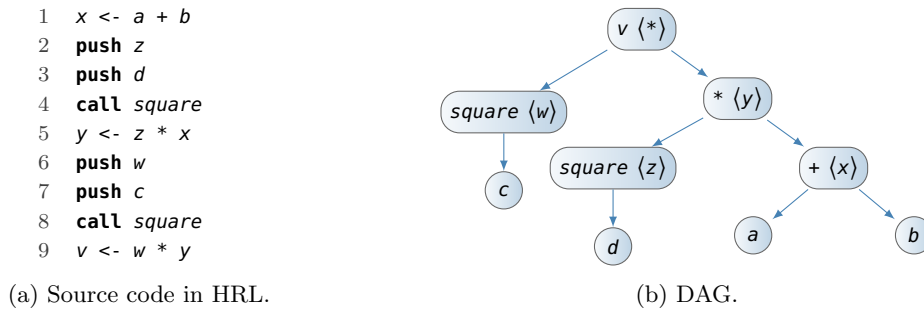 1 x <- a + b
2 push z
3 push d
4 call square
5 y <- z * x
6 push w
7 push c
8 call square
9 v <- w * y
(a) Source code in HRL.
v ⟨*⟩
square ⟨w⟩
* ⟨y⟩
c
square ⟨z⟩
+ ⟨x⟩
d
a
b
(b) DAG.